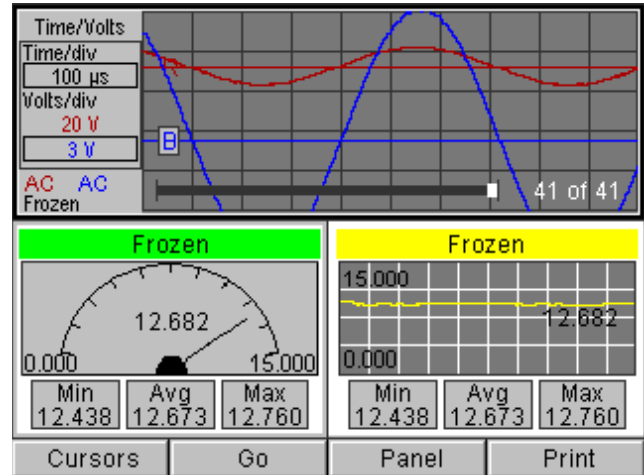 Time/Volts
Time/div
100 µs
Volts/div
20 V
3 V
AC AC
Frozen
B
41 of 41
Frozen
12.682
0.000 15.000
Min Avg Max
12.438 12.673 12.760
Frozen
15.000
12.682
0.000
Min Avg Max
12.438 12.673 12.760
Cursors Go Panel Print